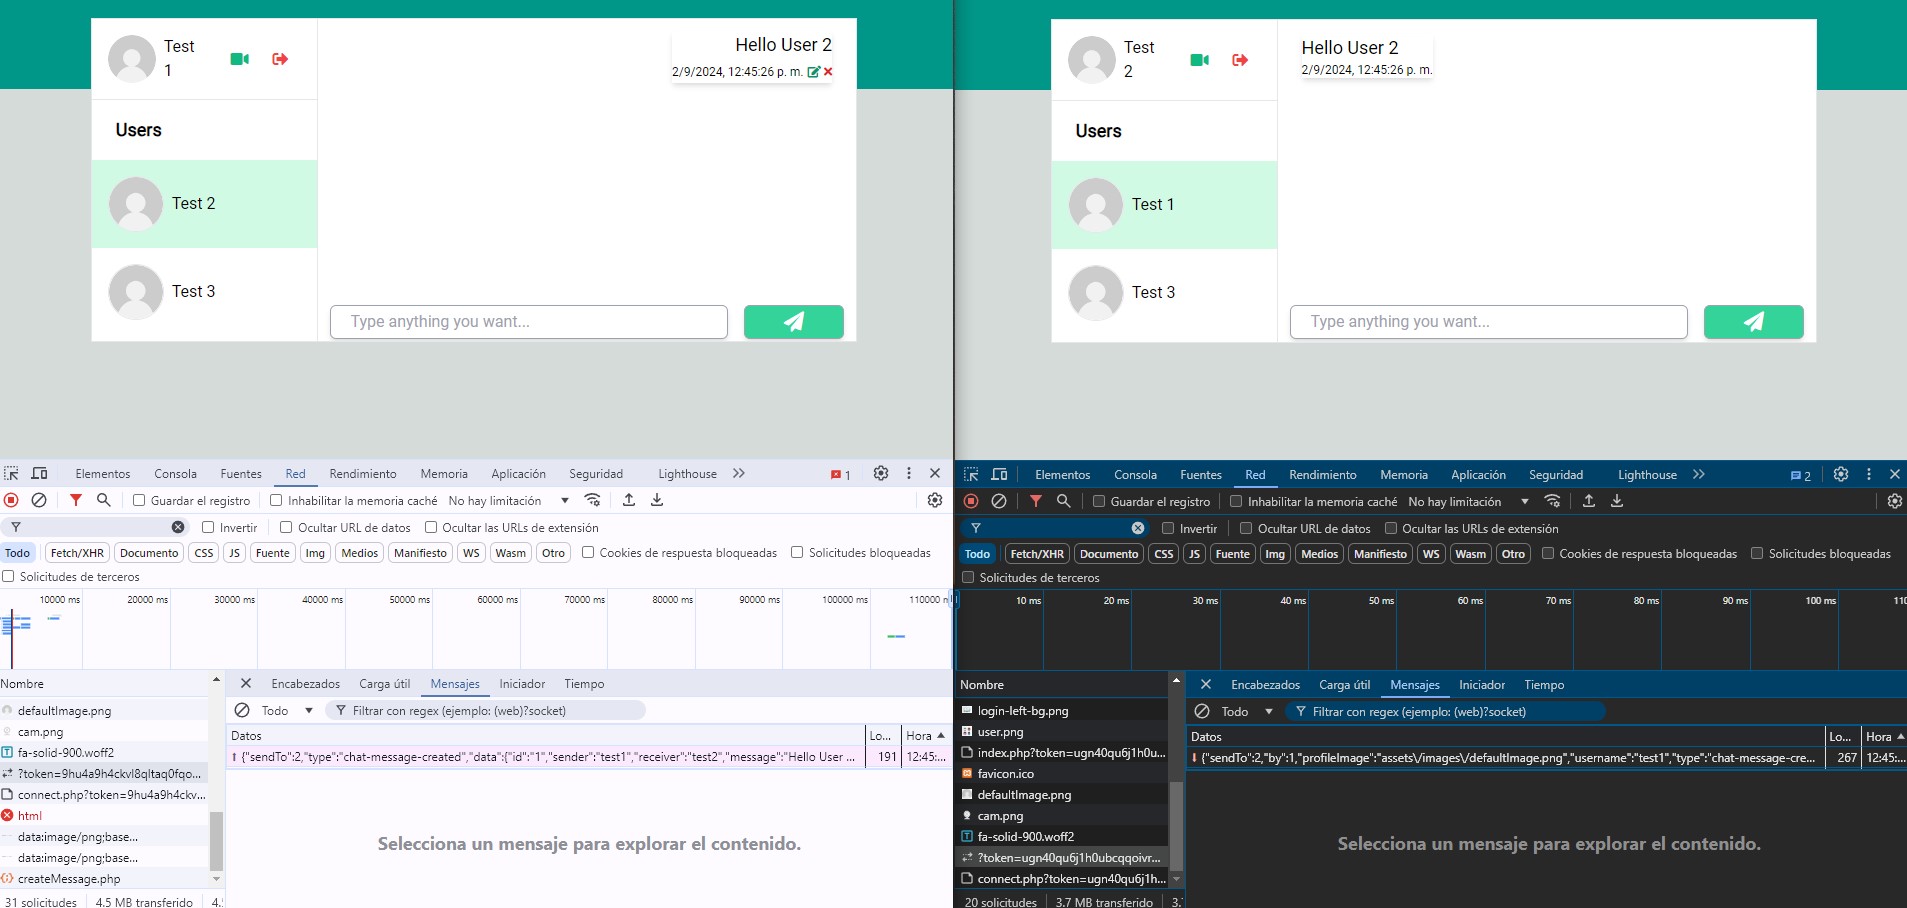 Test
1
Hello User 2
2/9/2024, 12:45:26 p. m.
Users
Test 2
Test 3
Type anything you want...
Elementos Consola Fuentes Red Rendimiento Memoria Aplicación Seguridad Lighthouse 1
Guardar el registro Inhabilitar la memoria caché No hay limitación
Invertir Ocultar URL de datos Ocultar las URLs de extensión
Todo Fetch/XHR Documento CSS JS Fuente Img Medios Manifiesto WS Wasm Otro Cookies de respuesta bloqueadas Solicitudes bloqueadas
Solicitudes de terceros
10000 ms 20000 ms 30000 ms 40000 ms 50000 ms 60000 ms 70000 ms 80000 ms 90000 ms 100000 ms 110000
Nombre
defaultImage.png
cam.png
fa-solid-900.woff2
?token=9hu4a9h4ckvl8qltaq0fqo...
connect.php?token=9hu4a9h4ckv...
html
data:image/png;base...
data:image/png;base...
createMessage.php
31 solicitudes 4.5 MB transferido 4.
Encabezados Carga útil Mensajes Iniciador Tiempo
Todo Filtrar con regex (ejemplo: (web)?socket)
Datos Lo... Hora
{"sendTo":2,"type":"chat-message-created","data":{"id":"1","sender":"test1","receiver":"test2","message":"Hello User ... 191 12:45:...
Selecciona un mensaje para explorar el contenido.
Test
2
Hello User 2
2/9/2024, 12:45:26 p. m.
Users
Test 1
Test 3
Type anything you want...
Elementos Consola Fuentes Red Rendimiento Memoria Aplicación Seguridad Lighthouse 2
Guardar el registro Inhabilitar la memoria caché No hay limitación
Invertir Ocultar URL de datos Ocultar las URLs de extensión
Todo Fetch/XHR Documento CSS JS Fuente Img Medios Manifiesto WS Wasm Otro Cookies de respuesta bloqueadas Solicitudes bloqueadas
Solicitudes de terceros
10 ms 20 ms 30 ms 40 ms 50 ms 60 ms 70 ms 80 ms 90 ms 100 ms 110
Nombre
login-left-bg.png
user.png
index.php?token=ugn40qu6j1h0u...
favicon.ico
defaultImage.png
cam.png
fa-solid-900.woff2
?token=ugn40qu6j1h0ubcqqoivr...
connect.php?token=ugn40qu6j1h...
20 solicitudes 3.7 MB transferido 3.
Encabezados Carga útil Mensajes Iniciador Tiempo
Todo Filtrar con regex (ejemplo: (web)?socket)
Datos Lo... Hora
{"sendTo":2,"by":1,"profileImage":"assets\/images\/defaultImage.png","username":"test1","type":"chat-message-cre... 267 12:45:...
Selecciona un mensaje para explorar el contenido.